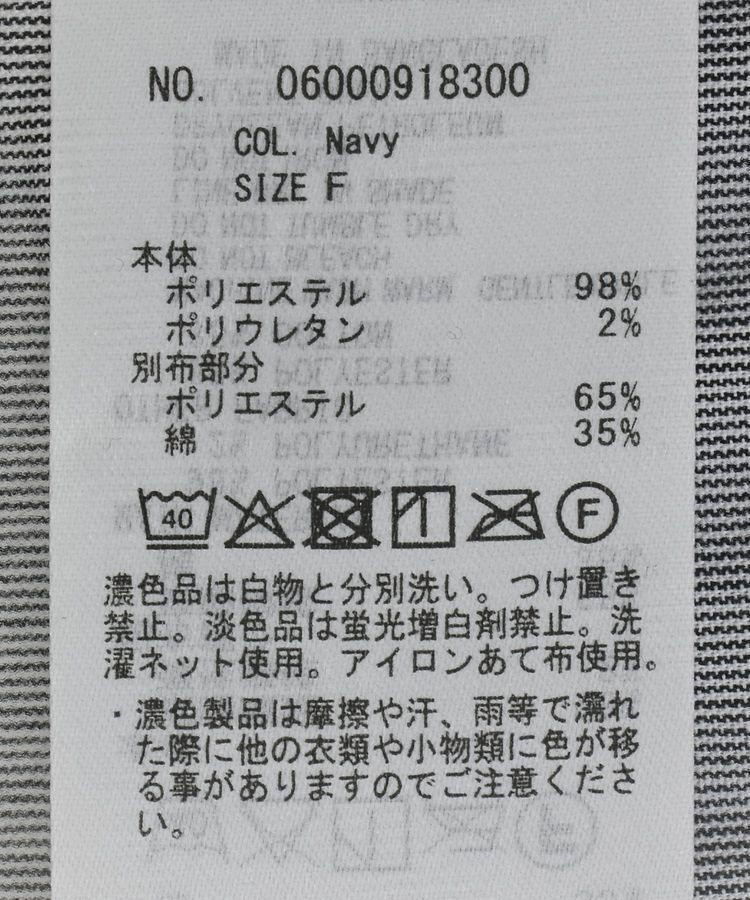 NO. 06000918300
COL. Navy
SIZE F
本体
ポリエステル 98%
ポリウレタン 2%
別布部分
ポリエステル 65%
綿 35%
40 F
濃色品は白物と分別洗い。つけ置き
禁止。淡色品は蛍光増白剤禁止。洗
濯ネット使用。アイロンあて布使用。
・濃色製品は摩擦や汗、雨等で濡れ
た際に他の衣類や小物類に色が移
る事がありますのでご注意くださ
い。